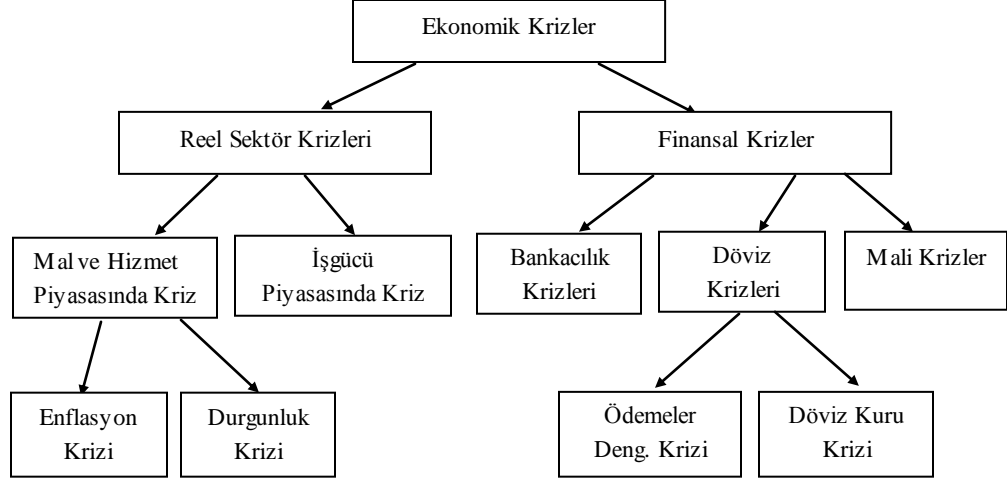 Ekonomik Krizler
Reel Sektör Krizleri
Finansal Krizler
Mal ve Hizmet
Piyasasında Kriz
İşgücü
Piyasasında Kriz
Bankacılık
Krizleri
Döviz
Krizleri
Mali Krizler
Enflasyon
Krizi
Durgunluk
Krizi
Ödemeler
Deng. Krizi
Döviz Kuru
Krizi